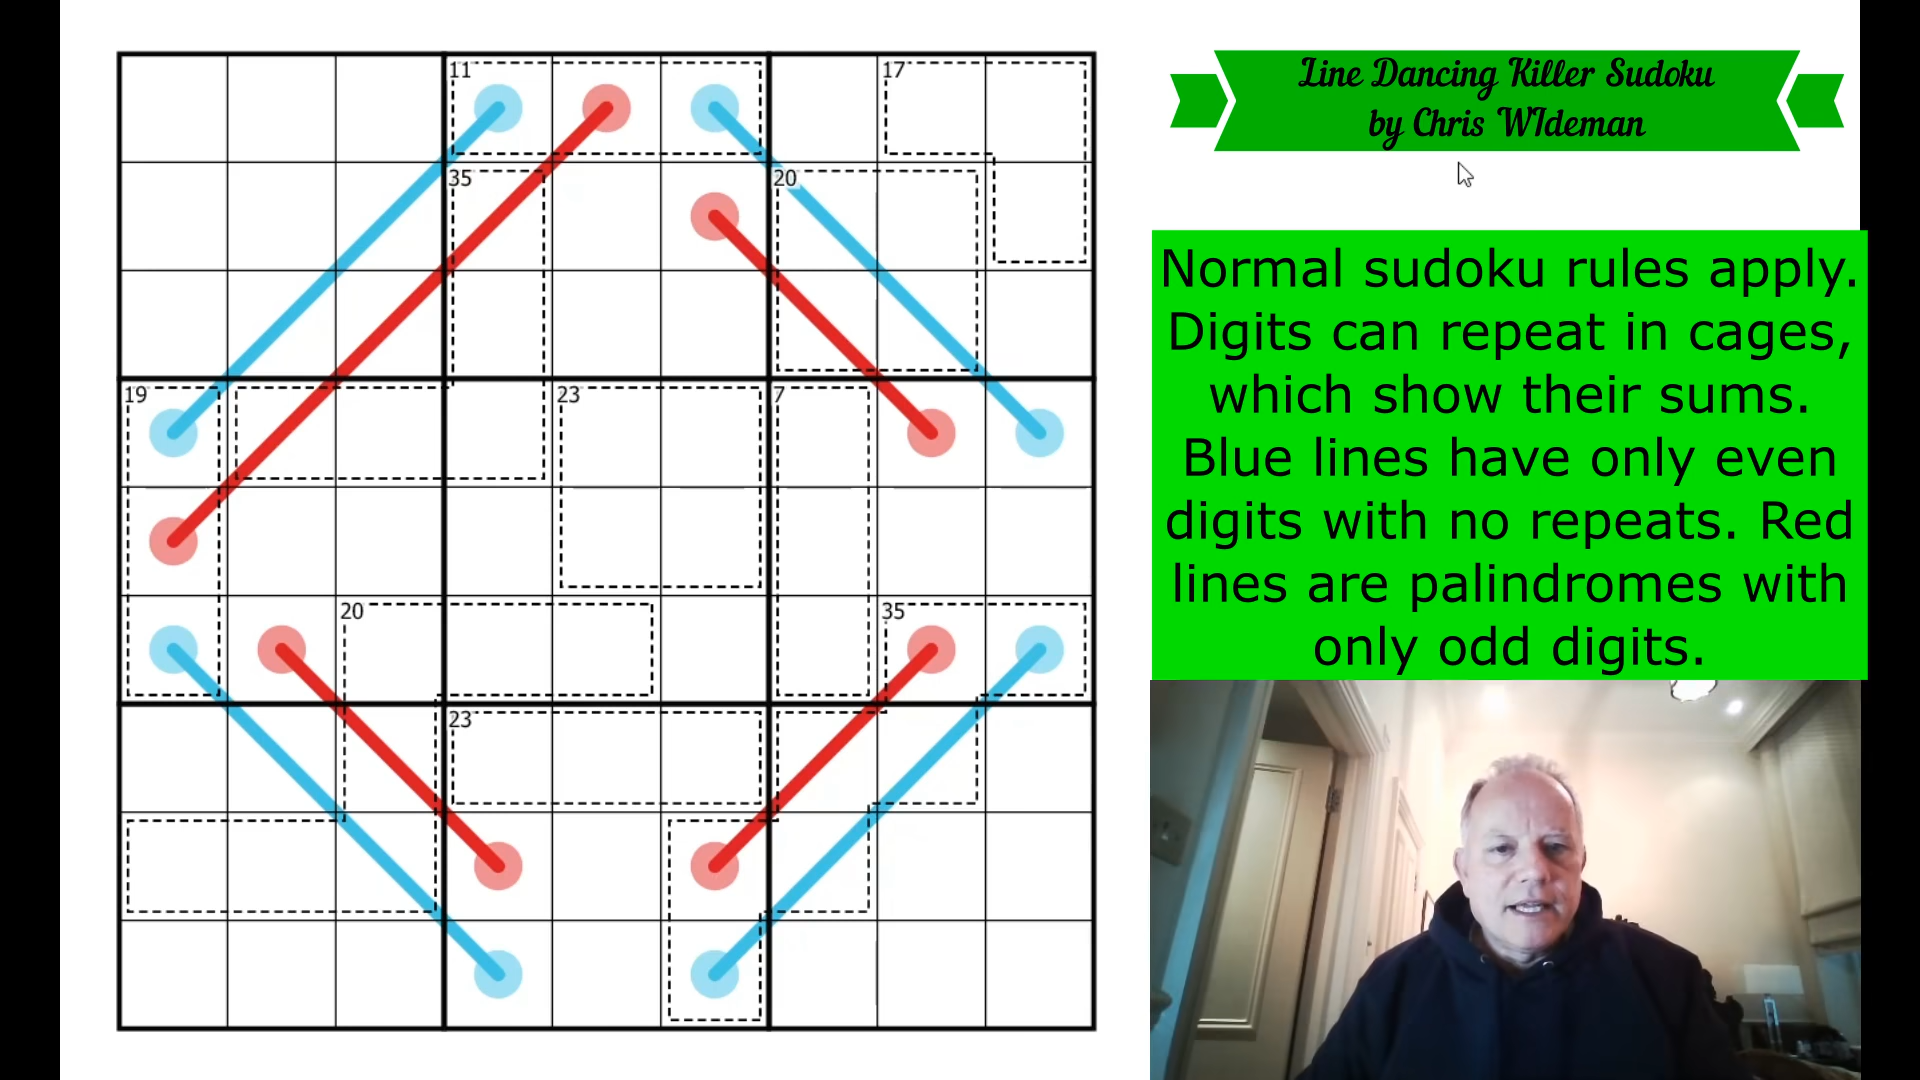 Line Dancing Killer Sudoku
by Chris WIdeman
11
17
35
20
Normal sudoku rules apply.
Digits can repeat in cages,
which show their sums.
Blue lines have only even
digits with no repeats. Red
lines are palindromes with
only odd digits.
19
23
7
20
35
23